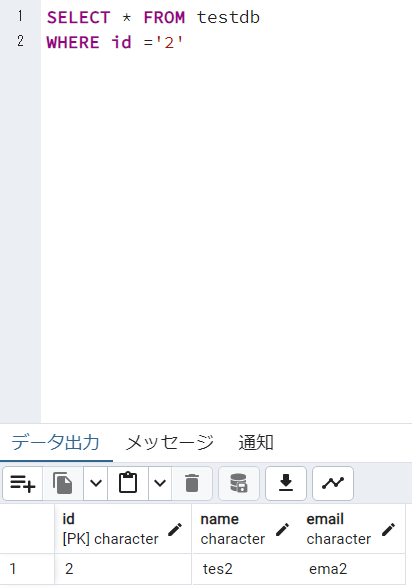 1 SELECT * FROM testdb
2 WHERE id ='2'
データ出力 メッセージ 通知
id name email
[PK] character character character
1 2 tes2 ema2